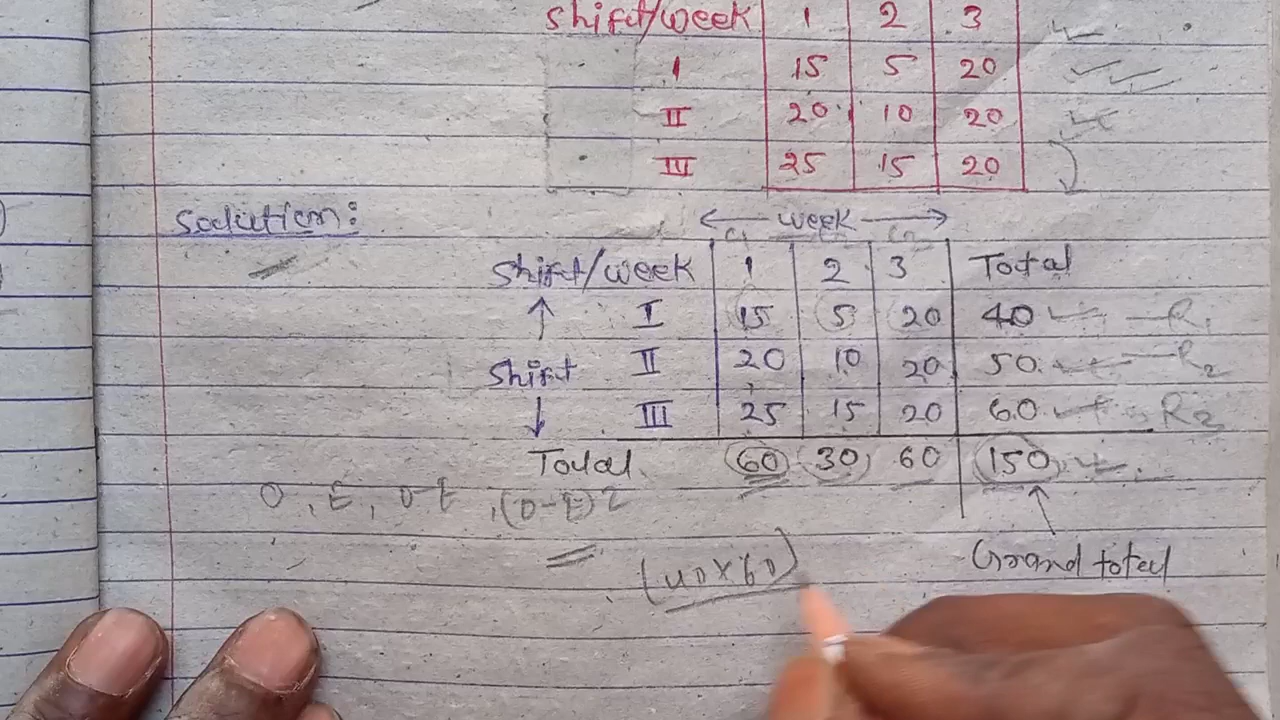 Shift/week 1 2 3
I 15 5 20
II 20 10 20
III 25 15 20
Solution:
week
Shift/week 1 2 3 Total
I 15 5 20 40 R1
Shift II 20 10 20 50 R2
III 25 15 20 60 R2
Total 60 30 60 150
O, E, O-E, (O-E)2
(40x60)
Grand total